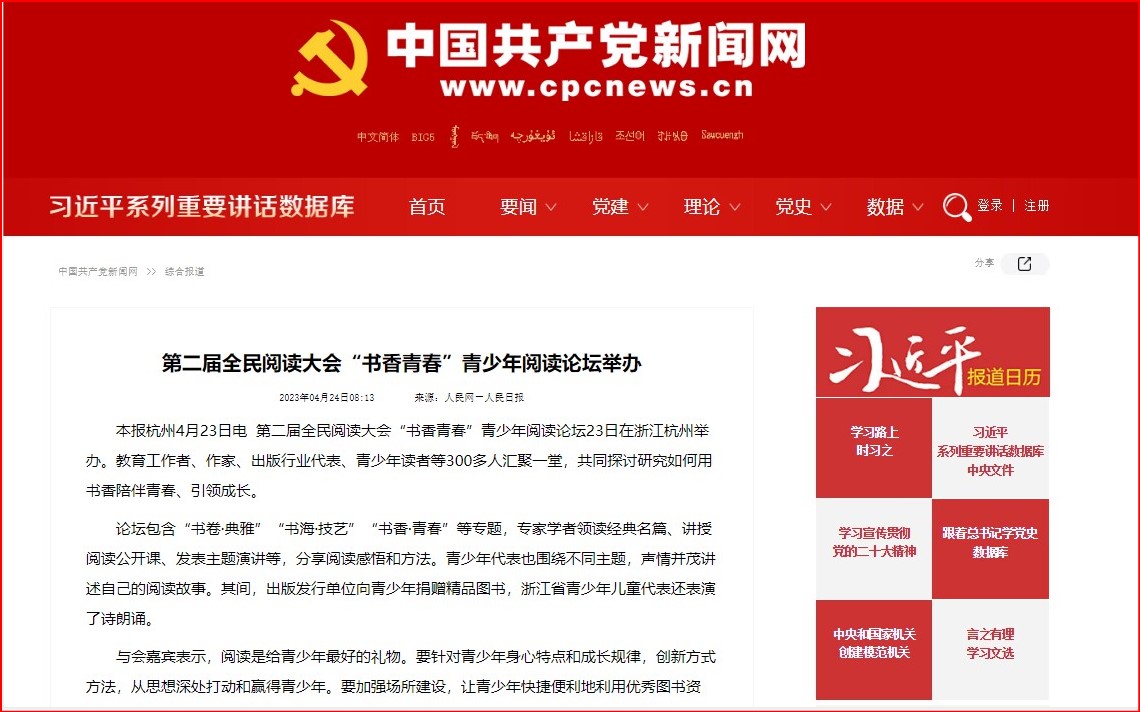 中国共产党新闻网
www.cpcnews.cn
中文简体 BIG5 조선어 Sawcuengh
习近平系列重要讲话数据库 首页 要闻 党建 理论 党史 数据 登录 | 注册
中国共产党新闻网 >> 综合报道
分享
第二届全民阅读大会“书香青春”青少年阅读论坛举办
2023年04月24日08:13 来源：人民网－人民日报
本报杭州4月23日电 第二届全民阅读大会“书香青春”青少年阅读论坛23日在浙江杭州举
办。教育工作者、作家、出版行业代表、青少年读者等300多人汇聚一堂，共同探讨研究如何用
书香陪伴青春、引领成长。
论坛包含“书卷·典雅”“书海·技艺”“书香·青春”等专题，专家学者领读经典名篇、讲授
阅读公开课、发表主题演讲等，分享阅读感悟和方法。青少年代表也围绕不同主题，声情并茂讲
述自己的阅读故事。其间，出版发行单位向青少年捐赠精品图书，浙江省青少年儿童代表还表演
了诗朗诵。
与会嘉宾表示，阅读是给青少年最好的礼物。要针对青少年身心特点和成长规律，创新方式
方法，从思想深处打动和赢得青少年。要加强场所建设，让青少年快捷便利地利用优秀图书资
习近平
报道日历
学习路上
时习之
习近平
系列重要讲话数据库
中央文件
学习宣传贯彻
党的二十大精神
跟着总书记学党史
数据库
中央和国家机关
创建模范机关
言之有理
学习文选